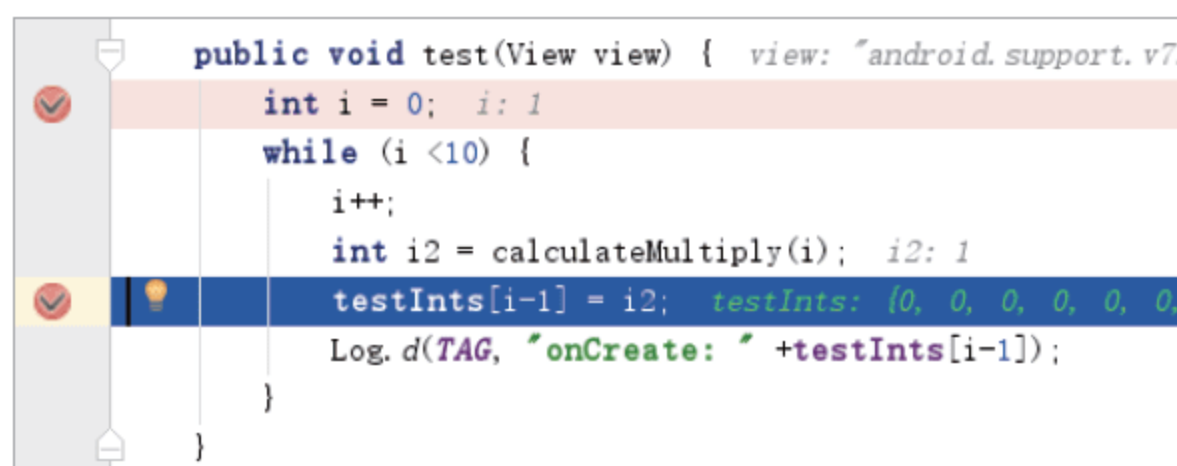 public void test(View view) { view: "android.support.v7
int i = 0; i: 1
while (i <10) {
i++;
int i2 = calculateMultiply(i); i2: 1
testInts[i-1] = i2; testInts: {0, 0, 0, 0, 0, 0,
Log.d(TAG, "onCreate: " +testInts[i-1]);
}
}